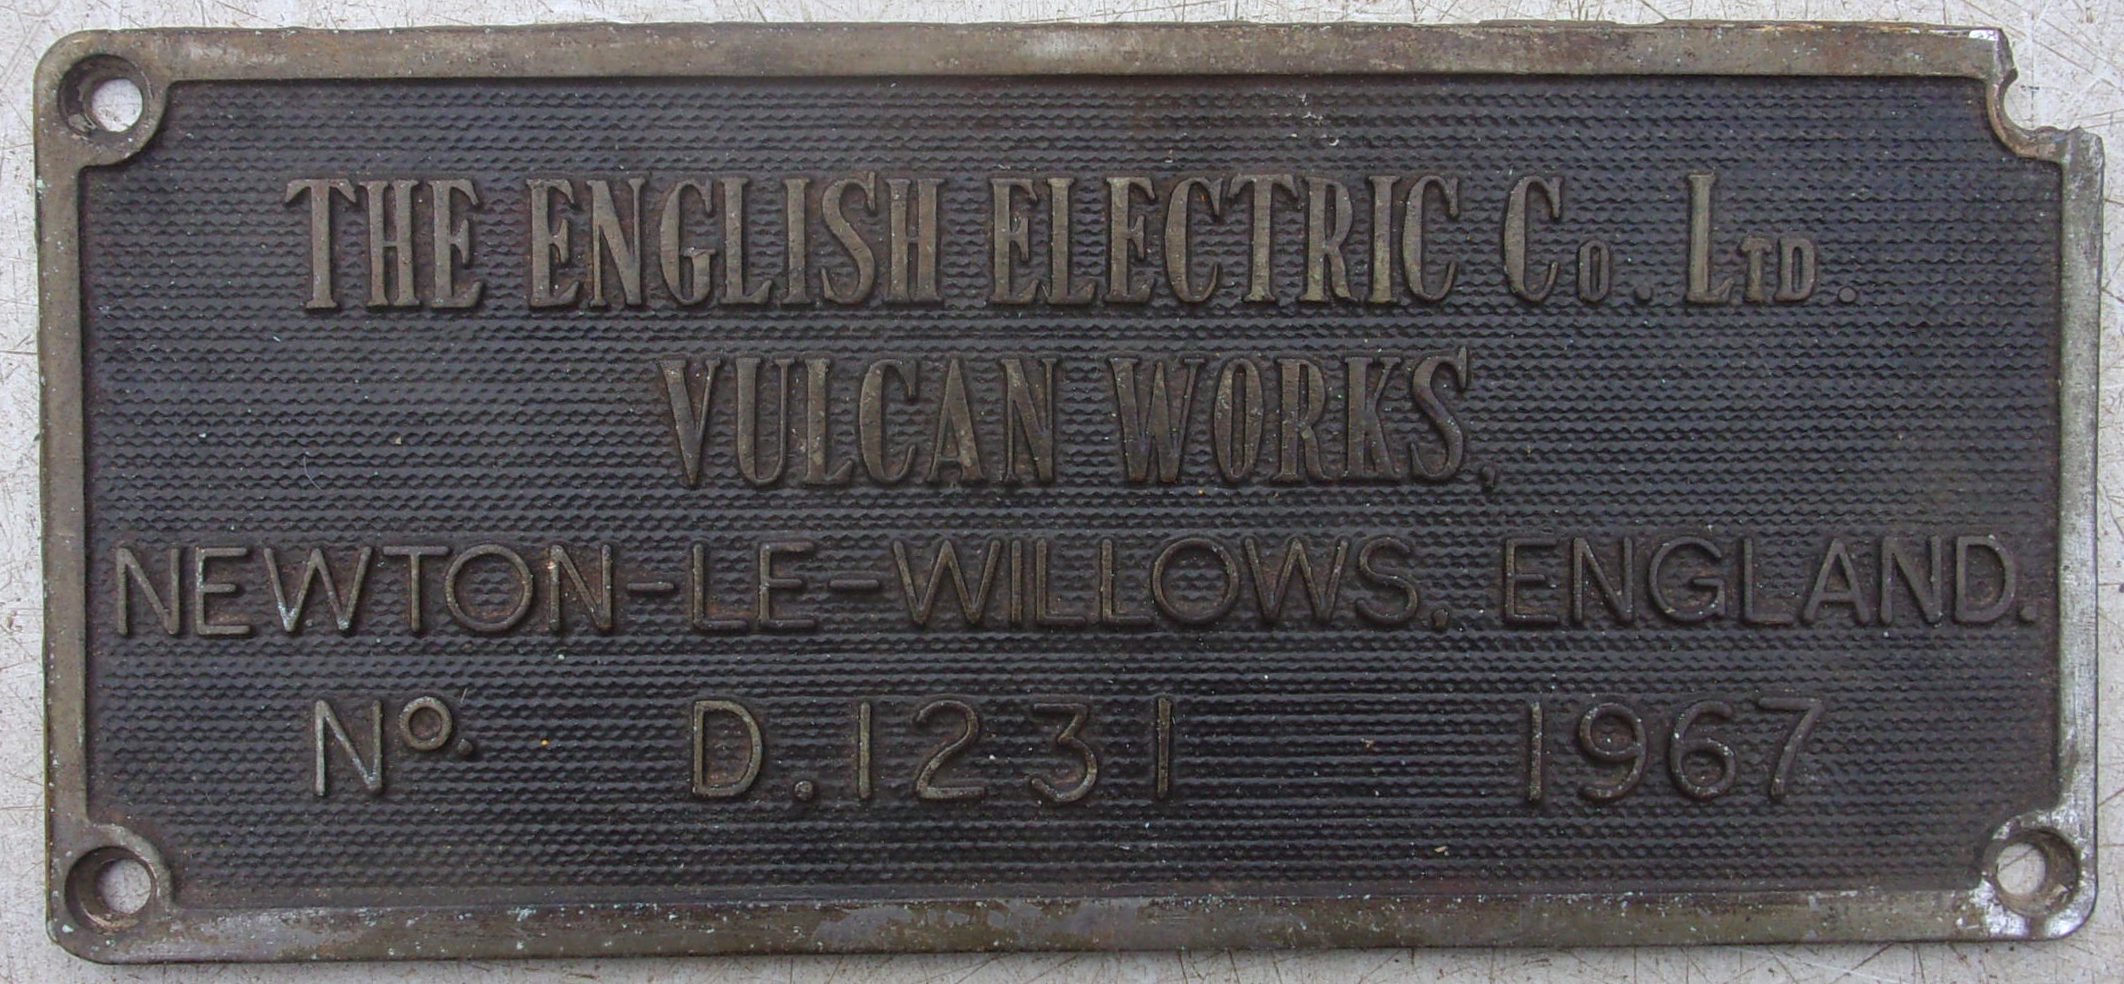 THE ENGLISH ELECTRIC Co. LTD.
VULCAN WORKS,
NEWTON-LE-WILLOWS, ENGLAND.
Nº. D.1231 1967